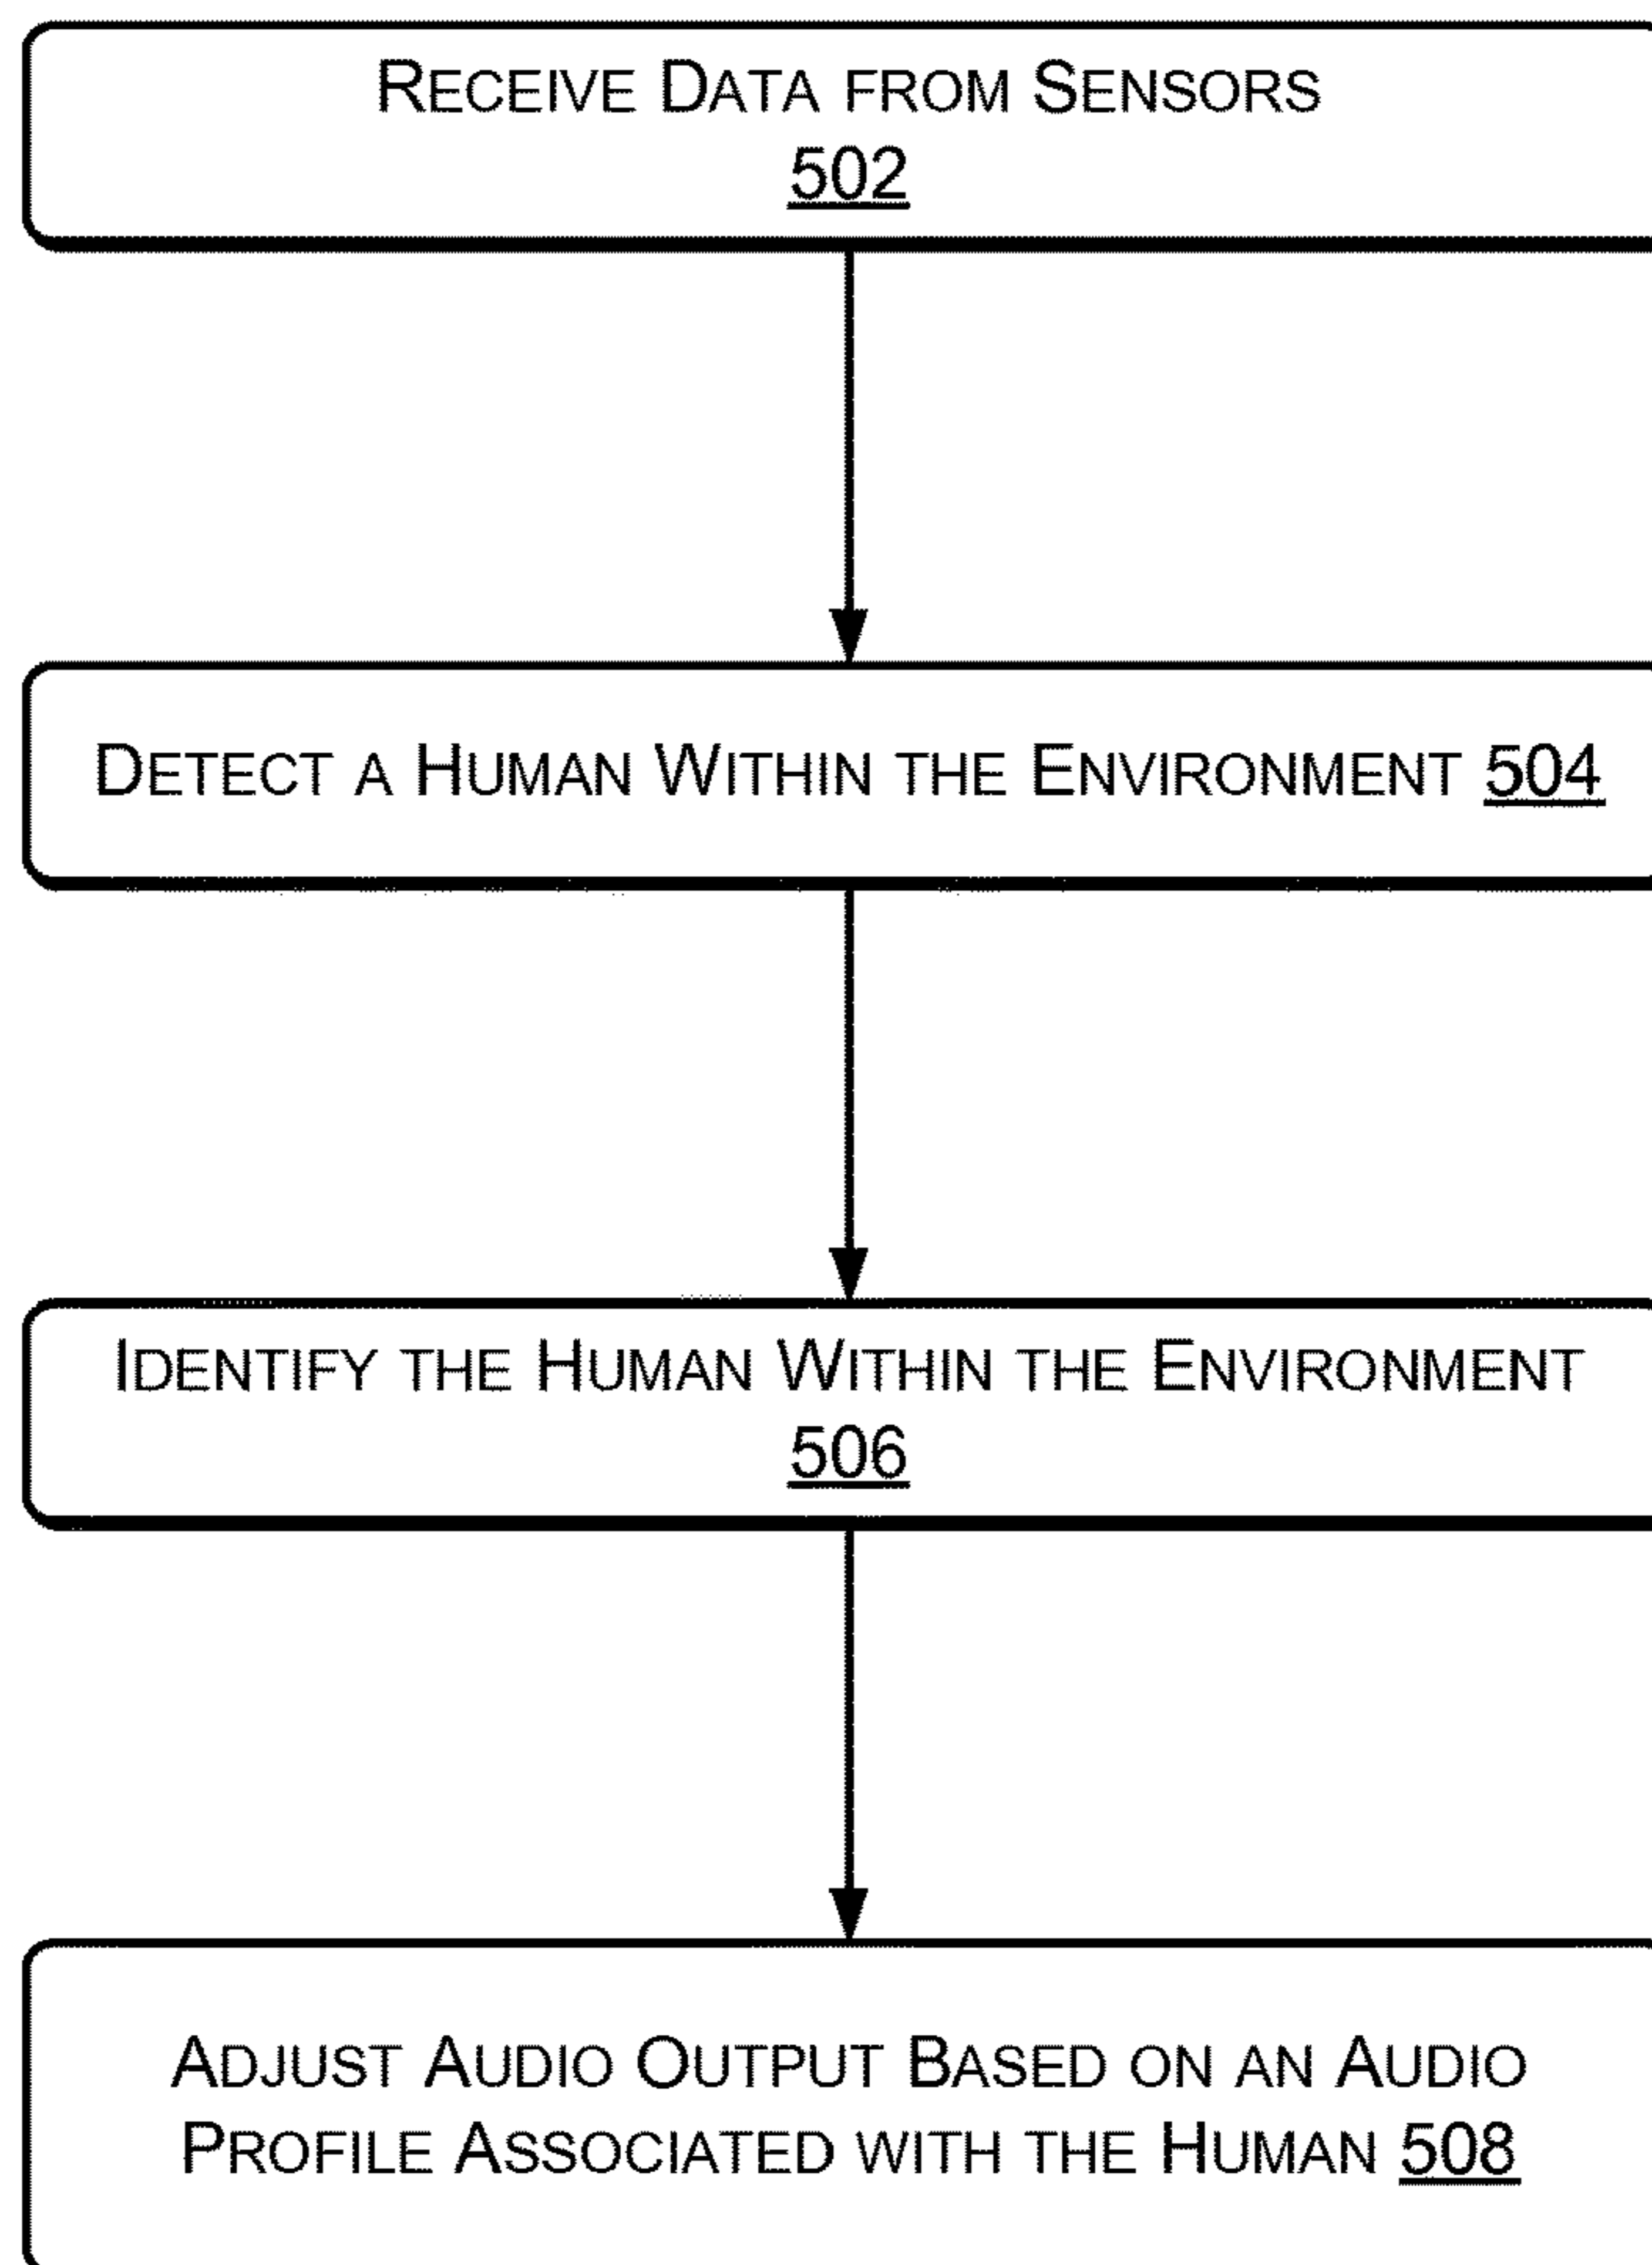 RECEIVE DATA FROM SENSORS
502
DETECT A HUMAN WITHIN THE ENVIRONMENT 504
IDENTIFY THE HUMAN WITHIN THE ENVIRONMENT
506
ADJUST AUDIO OUTPUT BASED ON AN AUDIO
PROFILE ASSOCIATED WITH THE HUMAN 508